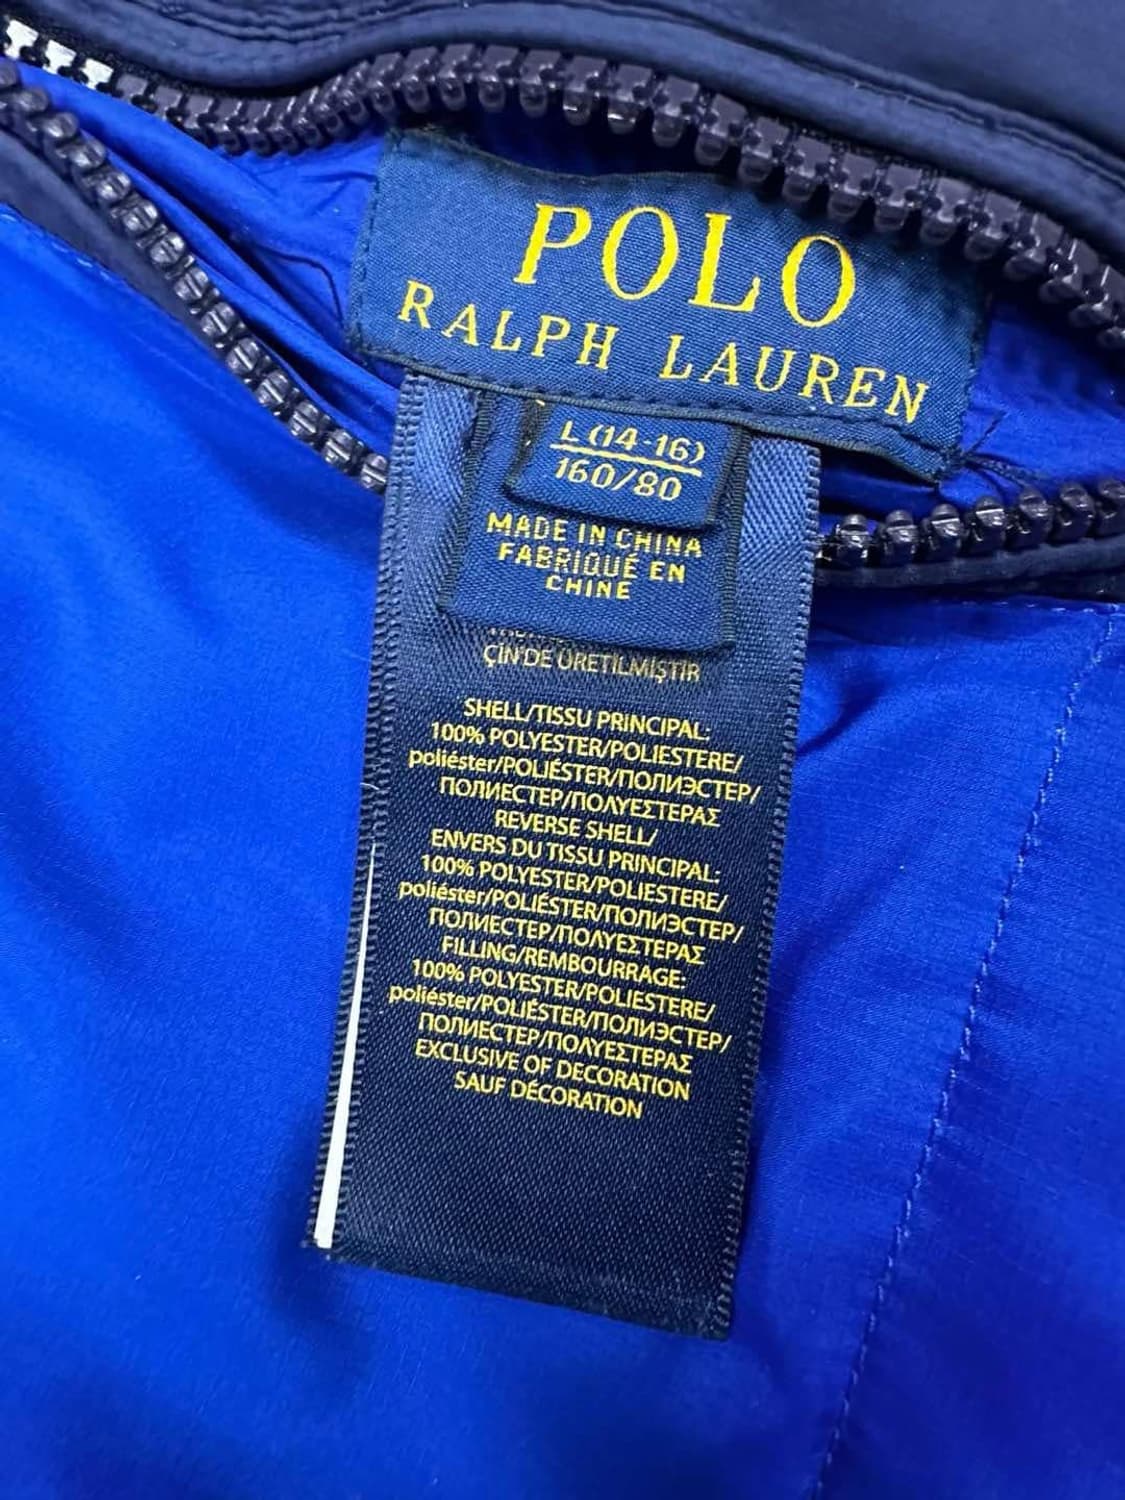 POLO
RALPH LAUREN
L (14-16)
160/80
MADE IN CHINA
FABRIQUÉ EN
CHINE
ÇİN'DE ÜRETİLMİŞTİR
SHELL/TISSU PRINCIPAL:
100% POLYESTER/POLIESTERE/
poliéster/POLIÉSTER/ПОЛИЭСТЕР/
ПОЛИЕСТЕР/ΠΟΛΥΕΣΤΕΡΑΣ
REVERSE SHELL/
ENVERS DU TISSU PRINCIPAL:
100% POLYESTER/POLIESTERE/
poliéster/POLIÉSTER/ПОЛИЭСТЕР/
ПОЛИЕСТЕР/ΠΟΛΥΕΣΤΕΡΑΣ
FILLING/REMBOURRAGE:
100% POLYESTER/POLIESTERE/
poliéster/POLIÉSTER/ПОЛИЭСТЕР/
ПОЛИЕСТЕР/ΠΟΛΥΕΣΤΕΡΑΣ
EXCLUSIVE OF DECORATION
SAUF DÉCORATION